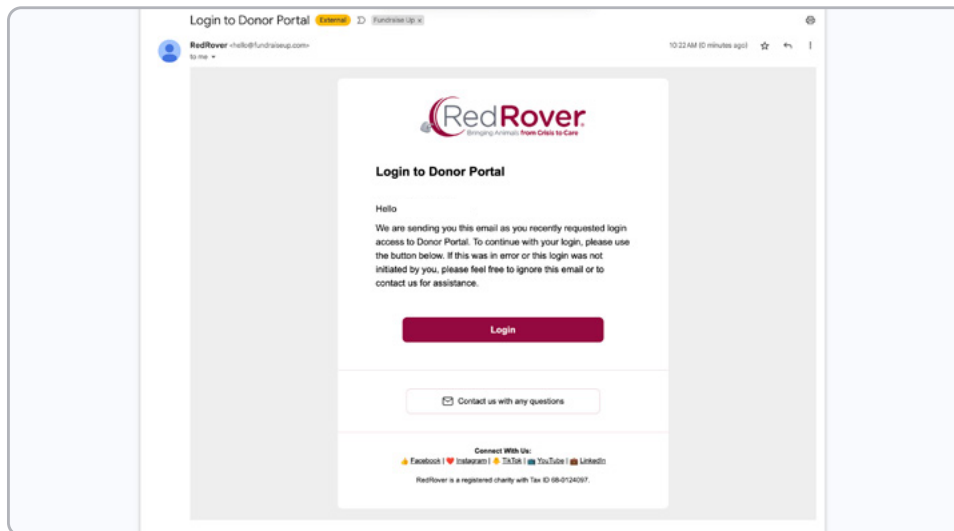 Login to Donor Portal External Fundraise Up x
RedRover <hello@fundraiseup.com> 10:22 AM (0 minutes ago)
to me
RedRover
Bringing Animals from Crisis to Care
Login to Donor Portal
Hello
We are sending you this email as you recently requested login
access to Donor Portal. To continue with your login, please use
the button below. If this was in error or this login was not
initiated by you, please feel free to ignore this email or to
contact us for assistance.
Login
Contact us with any questions
Connect With Us:
👍 Facebook | ❤️ Instagram | 👋 TikTok | 📺 YouTube | 💼 LinkedIn
RedRover is a registered charity with Tax ID 68-0124097.